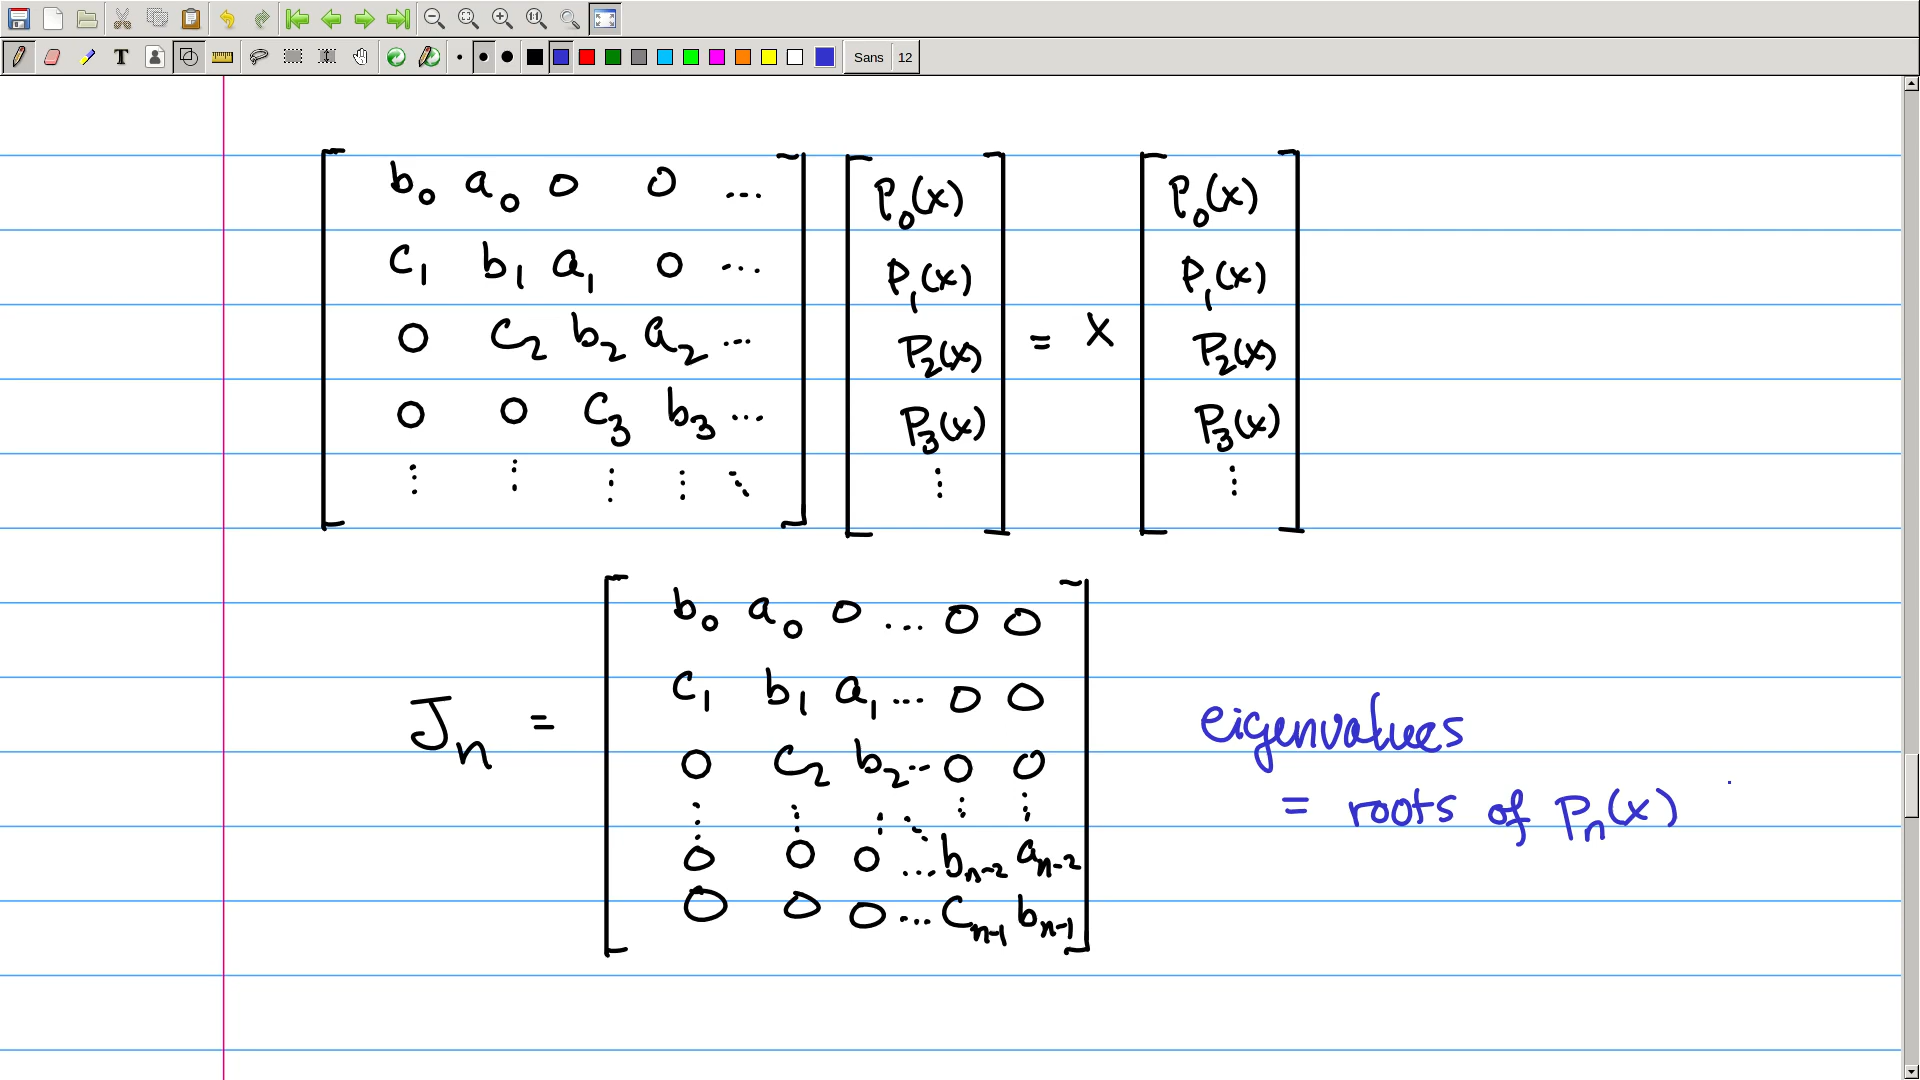 Sans 12
b₀ a₀ 0 0 ... P₀(x) P₀(x)
c₁ b₁ a₁ 0 ... P₁(x) P₁(x)
0 c₂ b₂ a₂ ... P₂(x) = x P₂(x)
0 0 c₃ b₃ ... P₃(x) P₃(x)
⋮ ⋮ ⋮ ⋮ ⋱ ⋮ ⋮
b₀ a₀ 0 ... 0 0
c₁ b₁ a₁ ... 0 0
Jₙ =
0 c₂ b₂ ... 0 0
⋮ ⋮ ⋮ ⋱ ⋮ ⋮
0 0 0 ... bₙ₋₂ aₙ₋₂
0 0 0 ... cₙ₋₁ bₙ₋₁
eigenvalues
= roots of Pₙ(x)